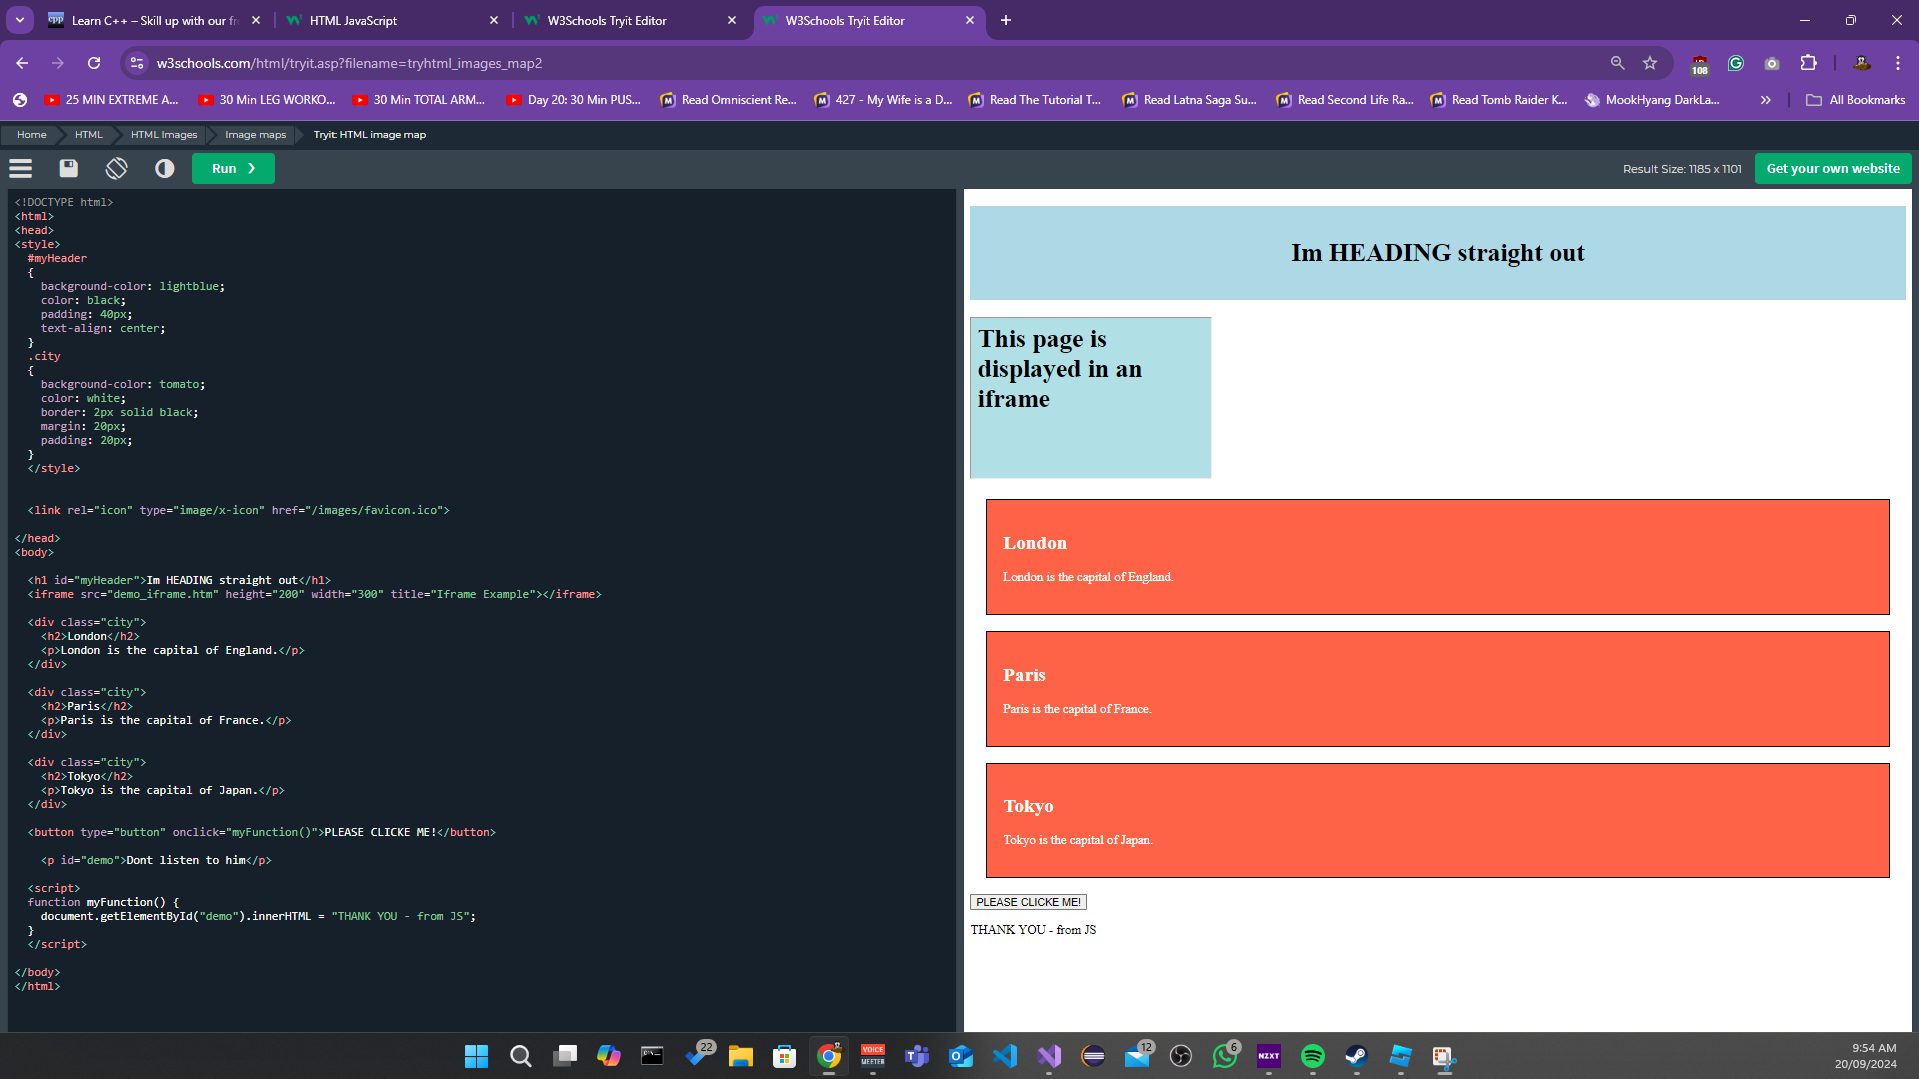 Learn C++ – Skill up with our fr
HTML JavaScript
W3Schools Tryit Editor
W3Schools Tryit Editor
w3schools.com/html/tryit.asp?filename=tryhtml_images_map2
108
25 MIN EXTREME A...
30 Min LEG WORKO...
30 Min TOTAL ARM...
Day 20: 30 Min PUS...
Read Omniscient Re...
427 - My Wife is a D...
Read The Tutorial T...
Read Latna Saga Su...
Read Second Life Ra...
Read Tomb Raider K...
MookHyang DarkLa...
All Bookmarks
Home
HTML
HTML Images
Image maps
Tryit: HTML image map
Run ❯
Result Size: 1185 x 1101
Get your own website
<!DOCTYPE html>
<html>
<head>
<style>
#myHeader
{
background-color: lightblue;
color: black;
padding: 40px;
text-align: center;
}
.city
{
background-color: tomato;
color: white;
border: 2px solid black;
margin: 20px;
padding: 20px;
}
</style>
<link rel="icon" type="image/x-icon" href="/images/favicon.ico">
</head>
<body>
<h1 id="myHeader">Im HEADING straight out</h1>
<iframe src="demo_iframe.htm" height="200" width="300" title="Iframe Example"></iframe>
<div class="city">
<h2>London</h2>
<p>London is the capital of England.</p>
</div>
<div class="city">
<h2>Paris</h2>
<p>Paris is the capital of France.</p>
</div>
<div class="city">
<h2>Tokyo</h2>
<p>Tokyo is the capital of Japan.</p>
</div>
<button type="button" onclick="myFunction()">PLEASE CLICKE ME!</button>
<p id="demo">Dont listen to him</p>
<script>
function myFunction() {
document.getElementById("demo").innerHTML = "THANK YOU - from JS";
}
</script>
</body>
</html>
Im HEADING straight out
This page is
displayed in an
iframe
London
London is the capital of England.
Paris
Paris is the capital of France.
Tokyo
Tokyo is the capital of Japan.
PLEASE CLICKE ME!
THANK YOU - from JS
22
VOICE
MEETER
12
6
NZXT
9:54 AM
20/09/2024